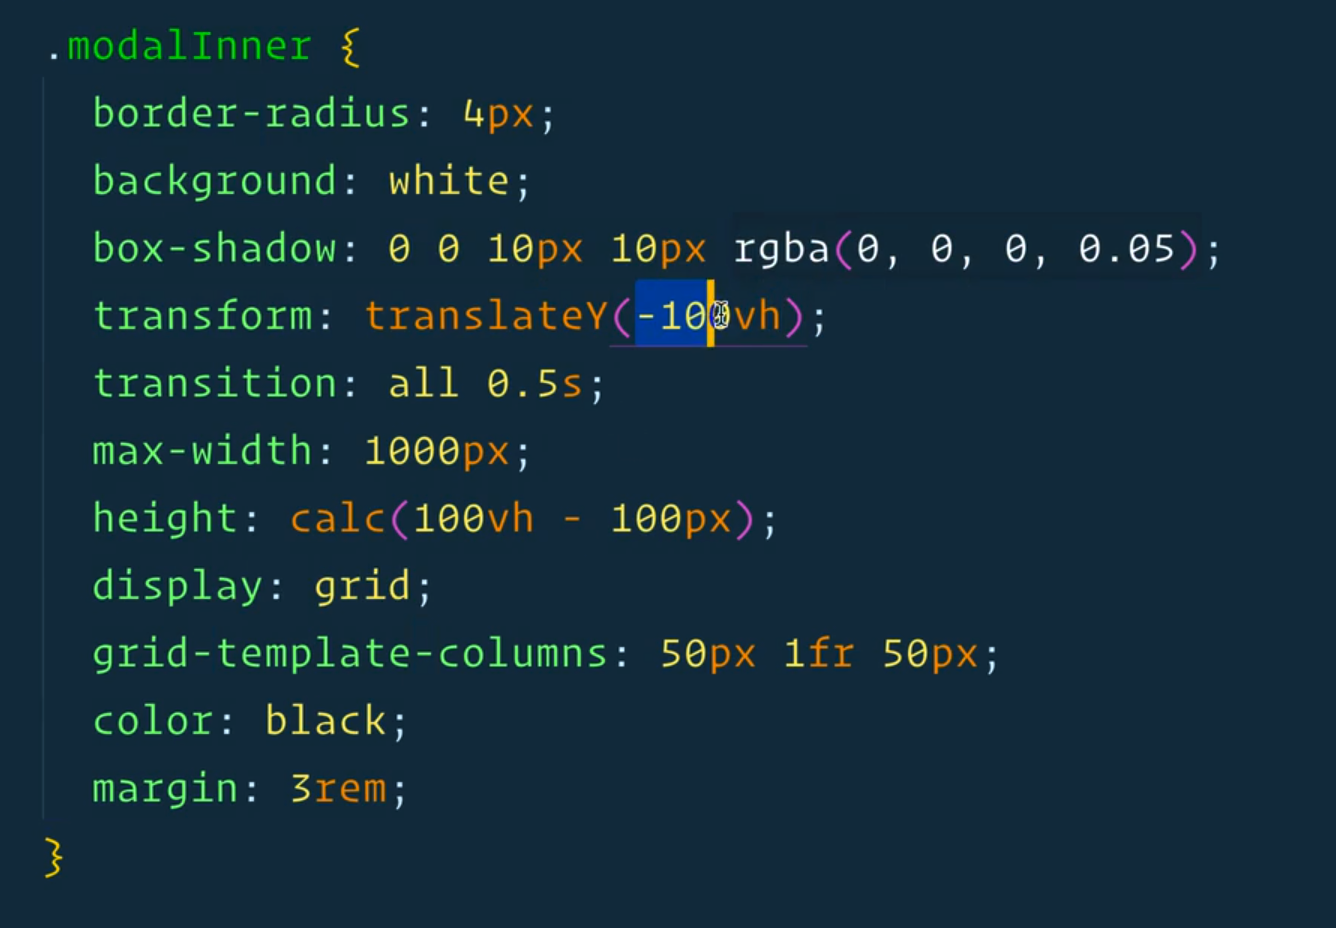 .modalInner {
  border-radius: 4px;
  background: white;
  box-shadow: 0 0 10px 10px rgba(0, 0, 0, 0.05);
  transform: translateY(-100vh);
  transition: all 0.5s;
  max-width: 1000px;
  height: calc(100vh - 100px);
  display: grid;
  grid-template-columns: 50px 1fr 50px;
  color: black;
  margin: 3rem;
}